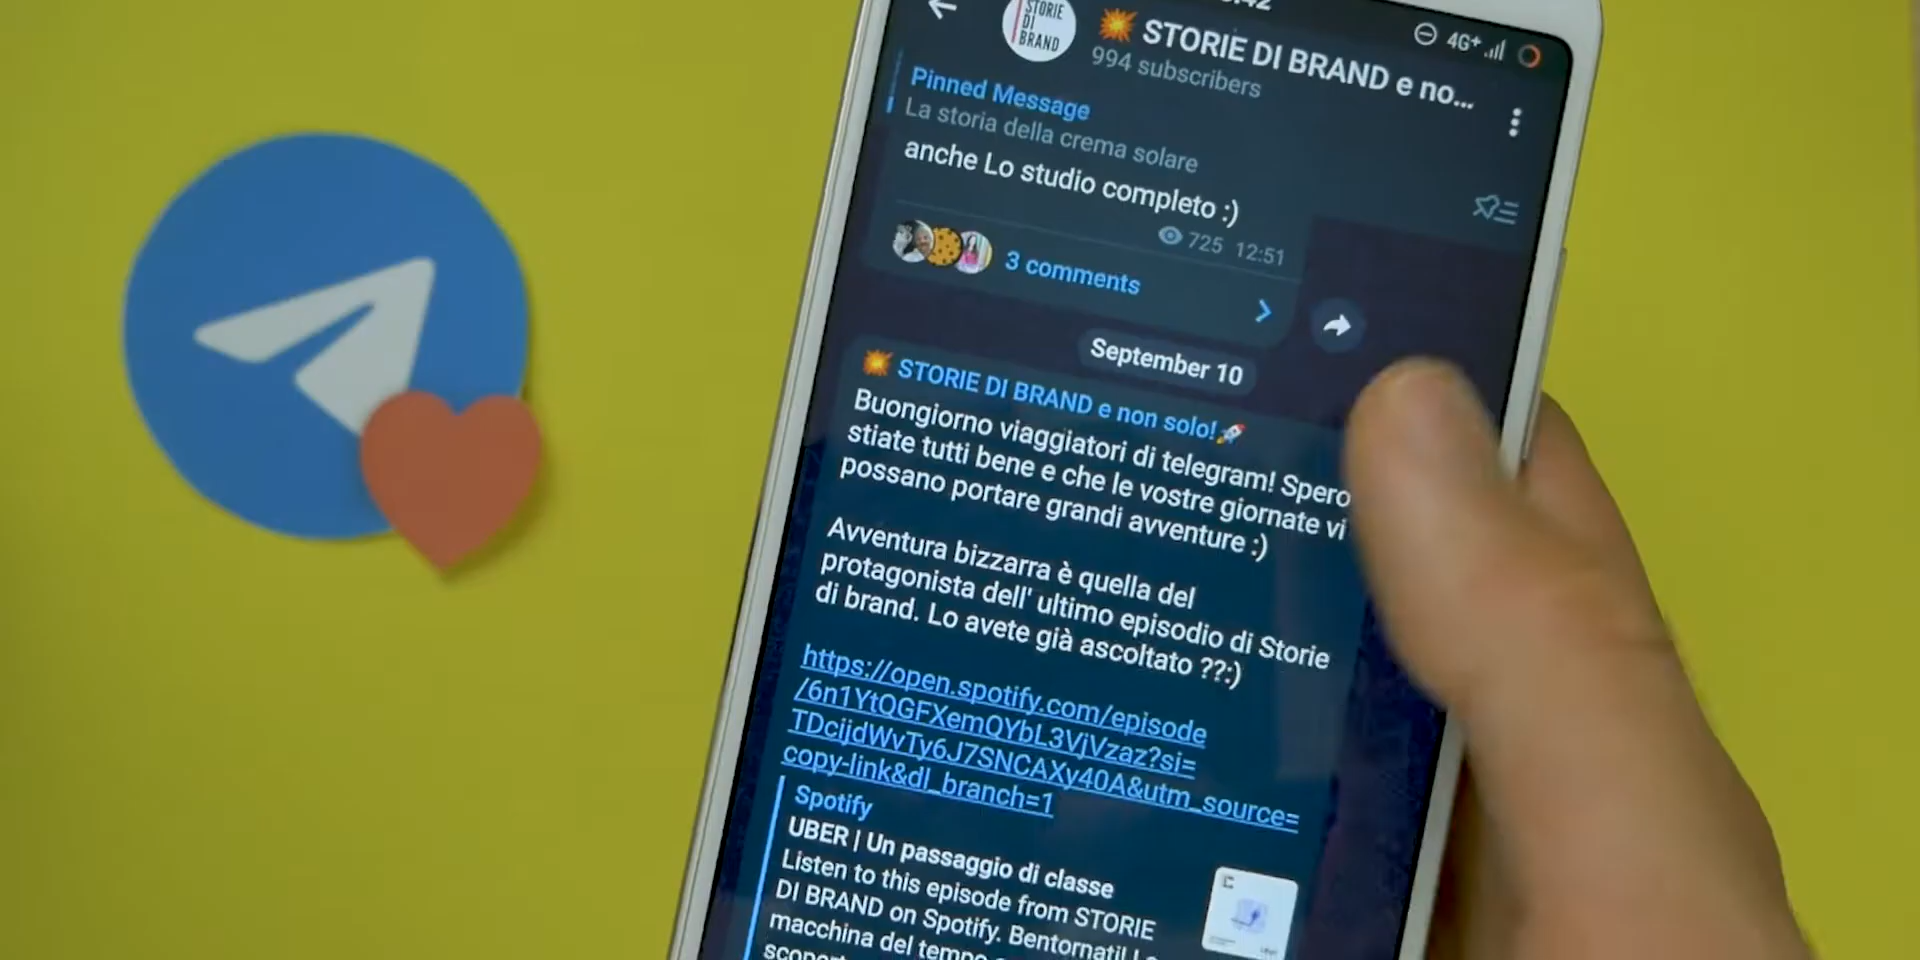 STORIE
DI
BRAND
💥 STORIE DI BRAND e no...
4G+
994 subscribers
Pinned Message
La storia della crema solare
anche Lo studio completo :)
725 12:51
3 comments
September 10
💥 STORIE DI BRAND e non solo!🚀
Buongiorno viaggiatori di telegram! Spero
stiate tutti bene e che le vostre giornate vi
possano portare grandi avventure :)
Avventura bizzarra è quella del
protagonista dell' ultimo episodio di Storie
di brand. Lo avete già ascoltato ??:)
https://open.spotify.com/episode
/6n1YtQGFXemQYbL3VjVzaz?si=
TDcijdWvTy6J7SNCAXy40A&utm_source=
copy-link&dl_branch=1
Spotify
UBER | Un passaggio di classe
Listen to this episode from STORIE
DI BRAND on Spotify. Bentornati!
macchina del tempo